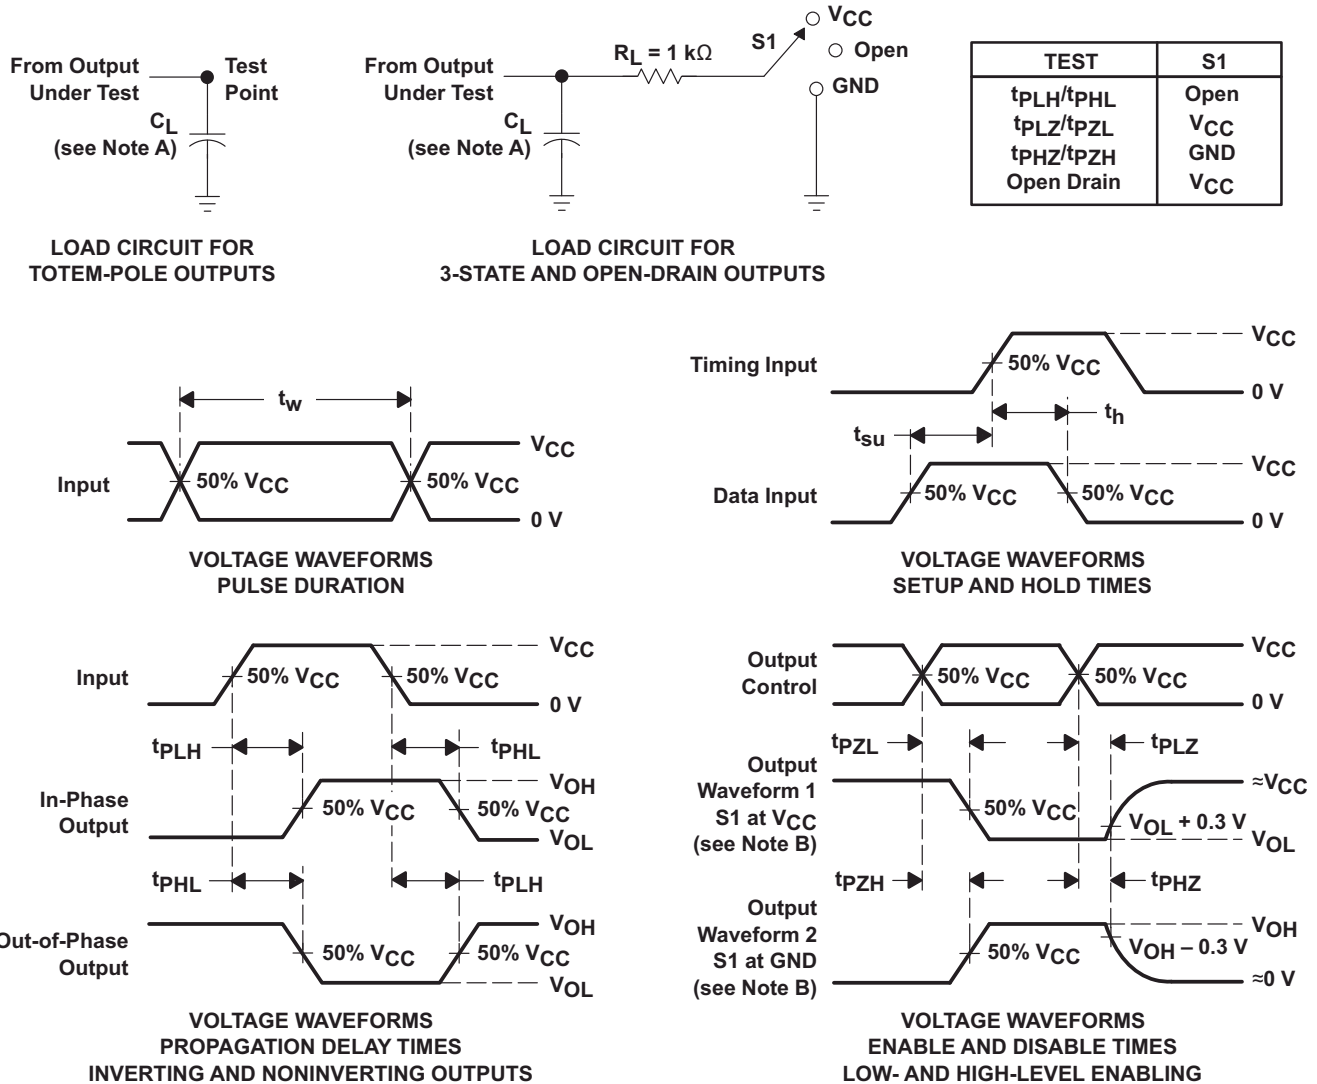 From Output
Under Test
Test
Point
CL
(see Note A)
LOAD CIRCUIT FOR
TOTEM-POLE OUTPUTS
From Output
Under Test
CL
(see Note A)
RL = 1 kΩ
S1
VCC
Open
GND
LOAD CIRCUIT FOR
3-STATE AND OPEN-DRAIN OUTPUTS
TEST S1
tPLH/tPHL Open
tPLZ/tPZL VCC
tPHZ/tPZH GND
Open Drain VCC
tw
Input
50% VCC
50% VCC
VCC
0 V
VOLTAGE WAVEFORMS
PULSE DURATION
Timing Input
50% VCC
VCC
0 V
tsu
th
Data Input
50% VCC
50% VCC
VCC
0 V
VOLTAGE WAVEFORMS
SETUP AND HOLD TIMES
Input
50% VCC
50% VCC
VCC
0 V
tPLH
tPHL
In-Phase
Output
50% VCC
50% VCC
VOH
VOL
tPHL
tPLH
Out-of-Phase
Output
50% VCC
50% VCC
VOH
VOL
VOLTAGE WAVEFORMS
PROPAGATION DELAY TIMES
INVERTING AND NONINVERTING OUTPUTS
Output
Control
50% VCC
50% VCC
VCC
0 V
tPZL
tPLZ
Output
Waveform 1
S1 at VCC
(see Note B)
50% VCC
VOL + 0.3 V
≈VCC
VOL
tPZH
tPHZ
Output
Waveform 2
S1 at GND
(see Note B)
50% VCC
VOH − 0.3 V
VOH
≈0 V
VOLTAGE WAVEFORMS
ENABLE AND DISABLE TIMES
LOW- AND HIGH-LEVEL ENABLING